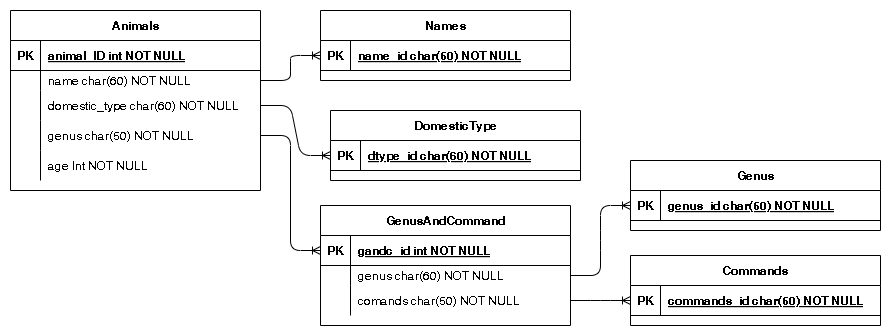 Animals
PK animal_ID int NOT NULL
name char(60) NOT NULL
domestic_type char(60) NOT NULL
genus char(50) NOT NULL
age Int NOT NULL
Names
PK name_id char(60) NOT NULL
DomesticType
PK dtype_id char(60) NOT NULL
GenusAndCommand
PK gandc_id int NOT NULL
genus char(60) NOT NULL
comands char(50) NOT NULL
Genus
PK genus_id char(50) NOT NULL
Commands
PK commands_id char(50) NOT NULL